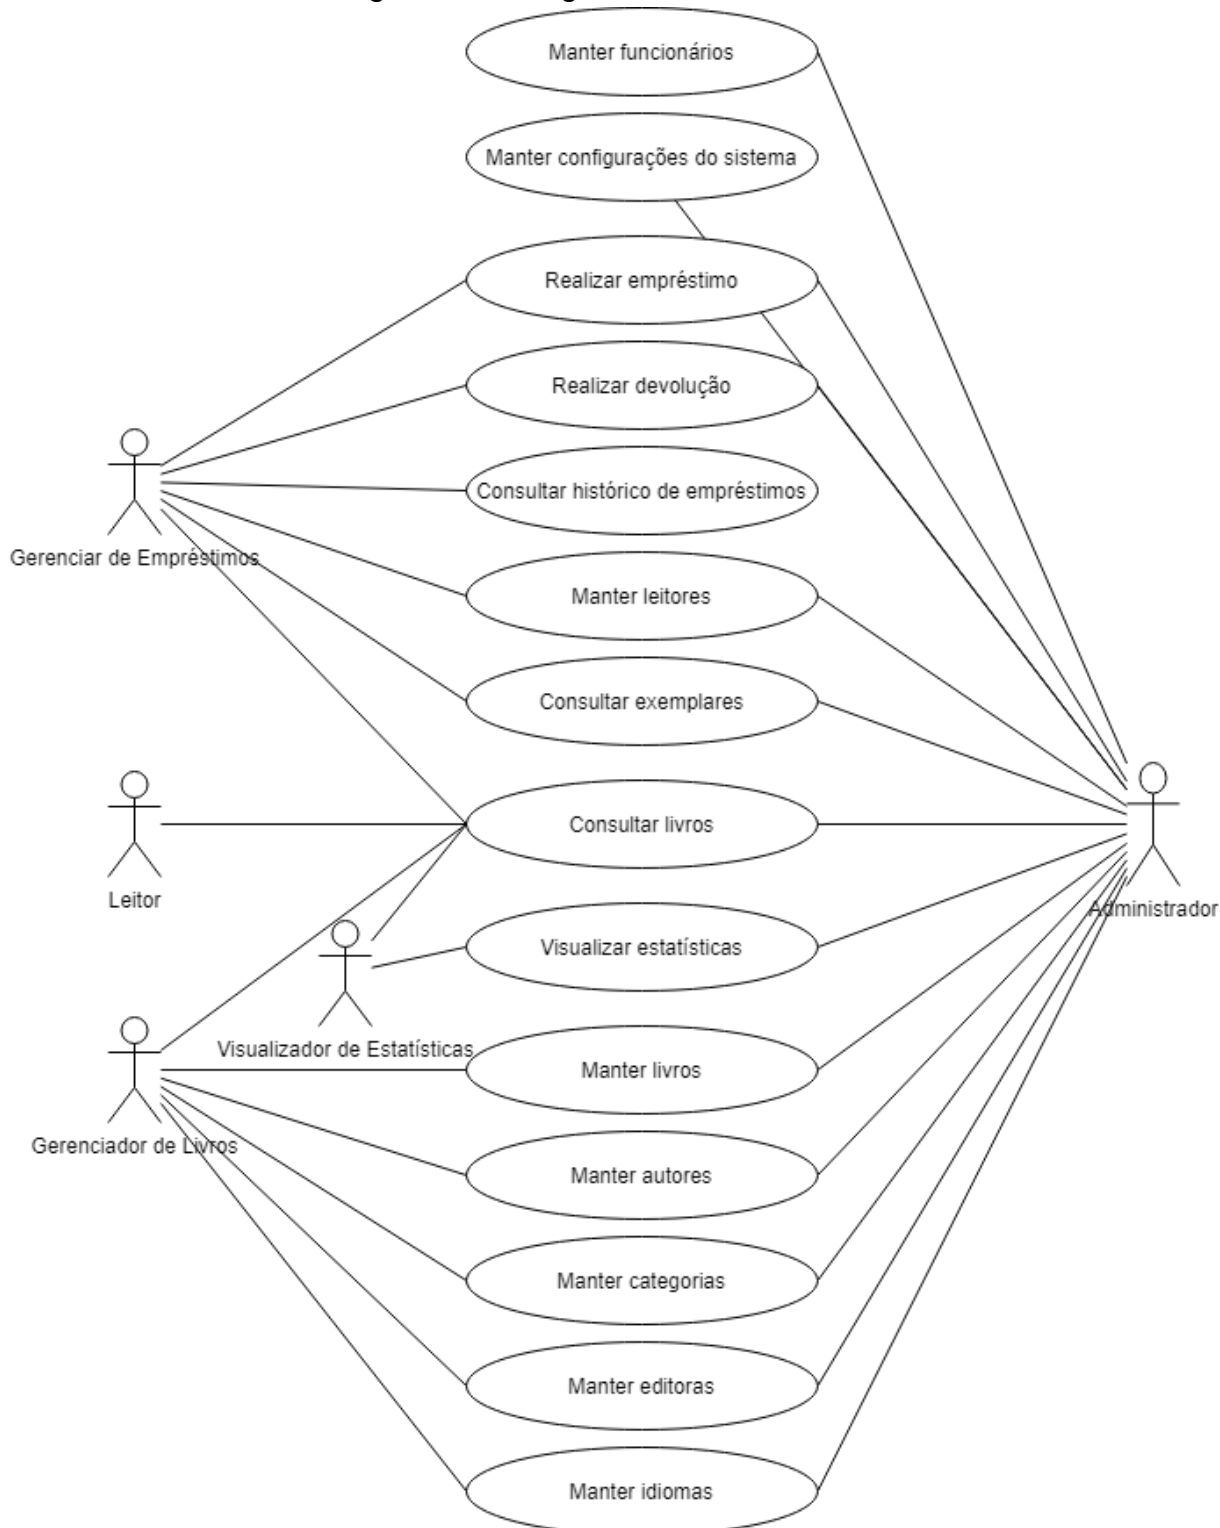 Manter funcionários
Manter configurações do sistema
Realizar empréstimo
Realizar devolução
Consultar histórico de empréstimos
Gerenciar de Empréstimos
Manter leitores
Consultar exemplares
Consultar livros
Leitor
Administrador
Visualizar estatísticas
Visualizador de Estatísticas
Manter livros
Gerenciador de Livros
Manter autores
Manter categorias
Manter editoras
Manter idiomas